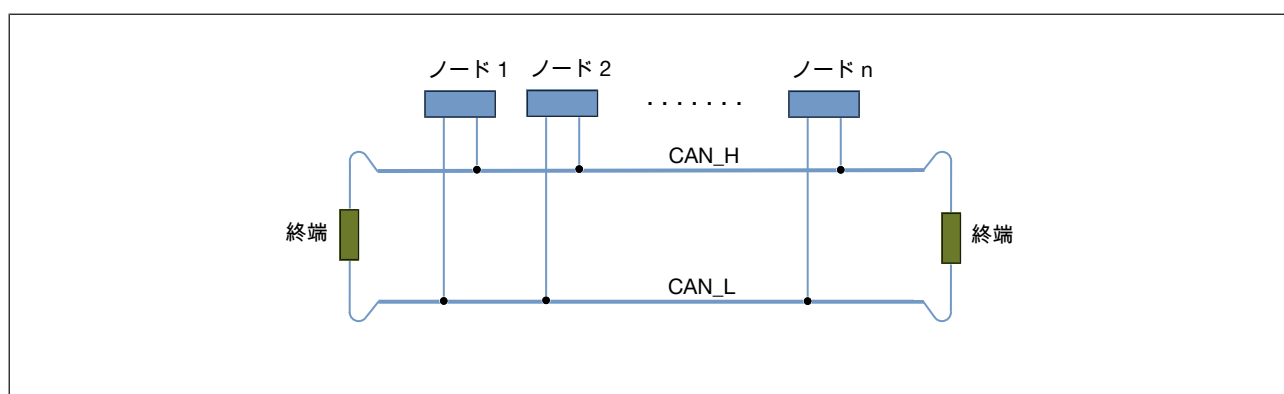 ノード 1
ノード 2
. . . . . . .
ノード n
CAN_H
終端
終端
CAN_L